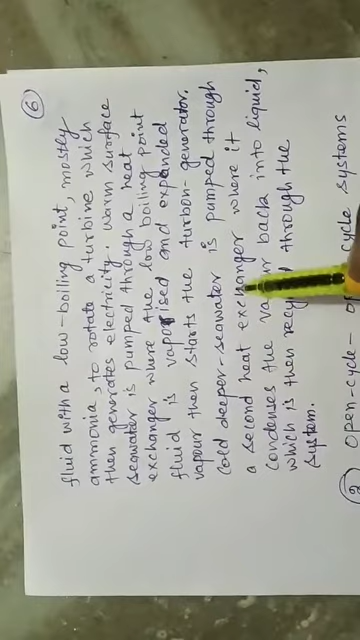 6
fluid with a low-boiling point, mostly
ammonia, to rotate a turbine which
then generates electricity. Warm surface
seawater is pumped through a heat
exchanger where the low boiling point
fluid is vaporised and expanded
vapour then starts the turbon-generator.
Cold deeper-seawater is pumped through
a second heat exchanger where it
condenses the back into liquid,
which is then through the
system.
2 Open-cycle- cycle systems